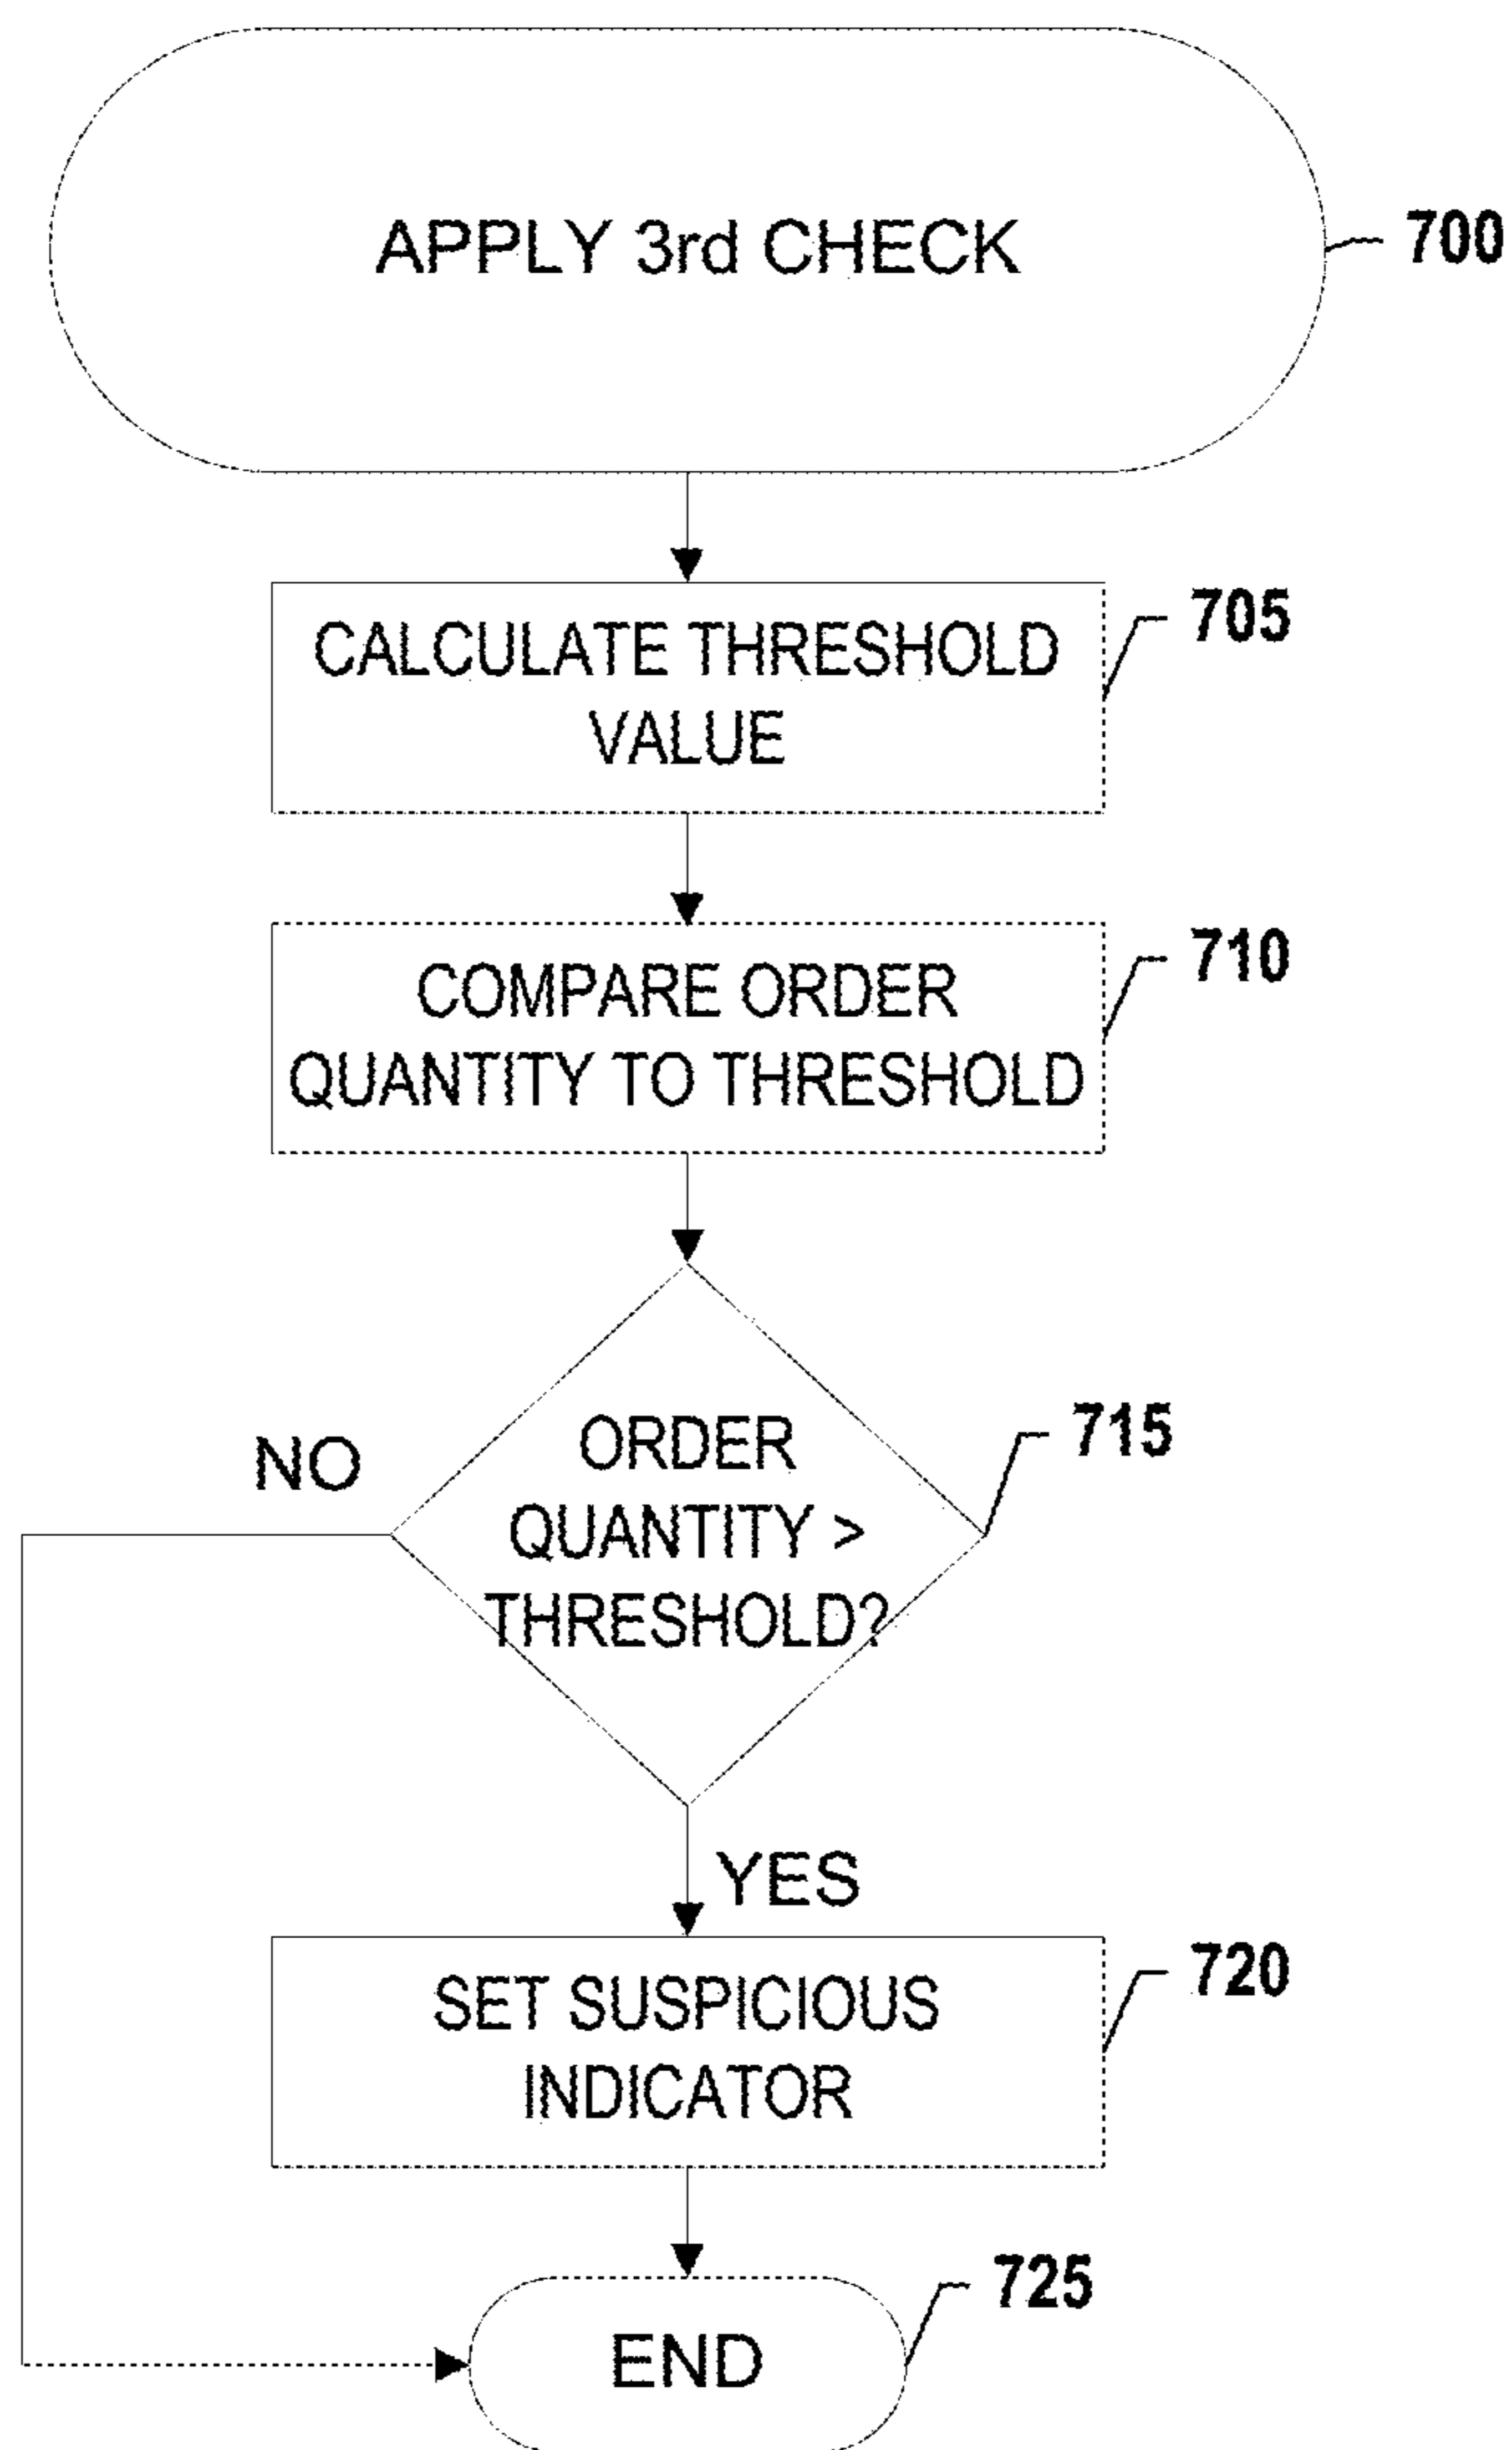 APPLY 3rd CHECK
700
CALCULATE THRESHOLD
VALUE
705
COMPARE ORDER
QUANTITY TO THRESHOLD
710
ORDER
QUANTITY >
THRESHOLD?
715
NO
YES
SET SUSPICIOUS
INDICATOR
720
END
725